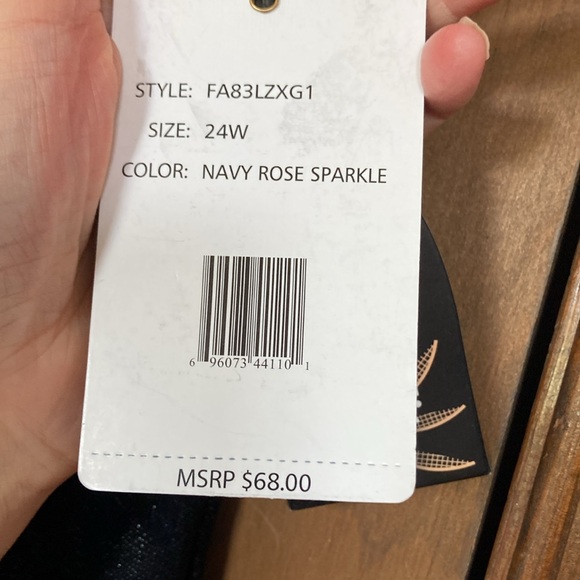 STYLE: FA83LZXG1
SIZE: 24W
COLOR: NAVY ROSE SPARKLE
6 96073 44110 1
MSRP $68.00